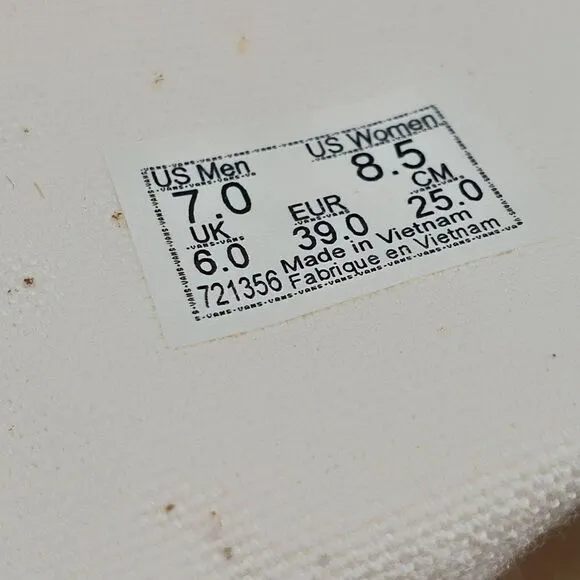 US Men US Women
7.0 8.5
UK EUR CM
6.0 39.0 25.0
721356 Made in Vietnam
Fabrique en Vietnam